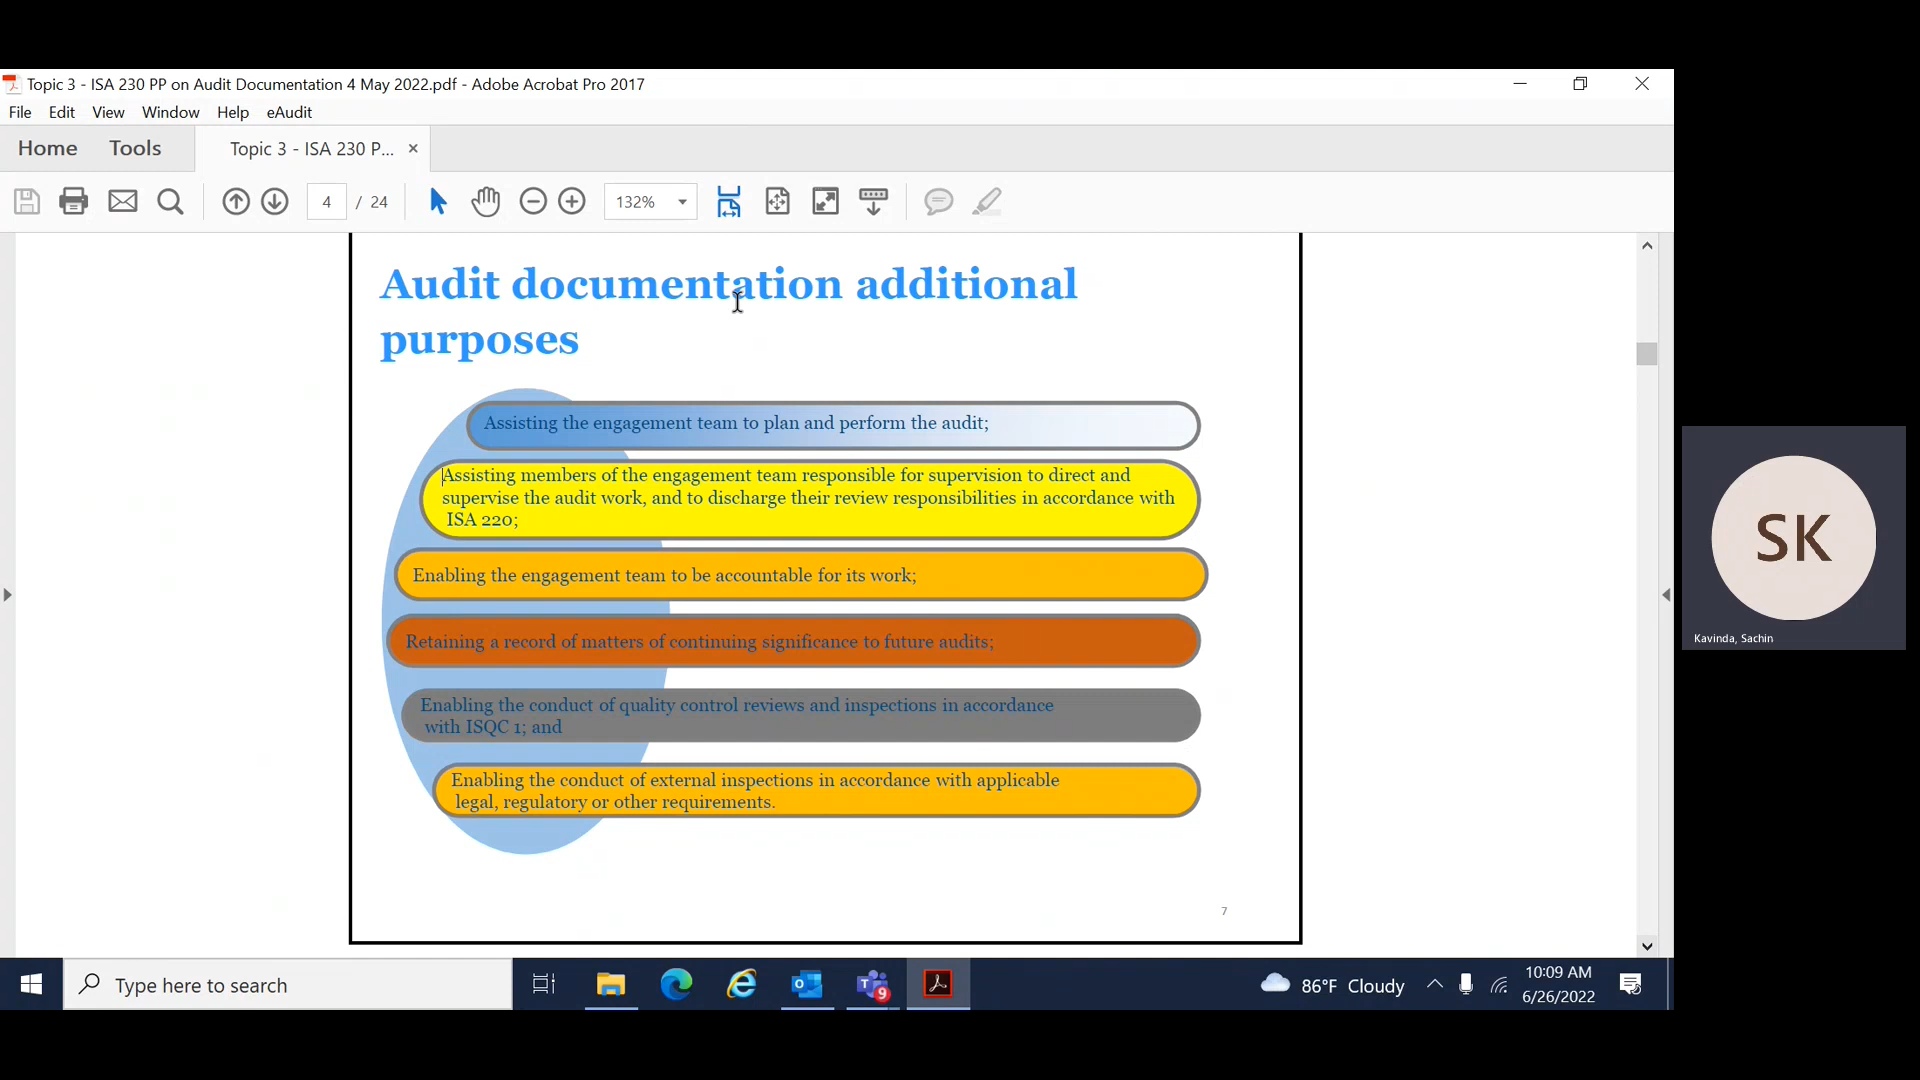 Topic 3 - ISA 230 PP on Audit Documentation 4 May 2022.pdf - Adobe Acrobat Pro 2017
File Edit View Window Help eAudit
Home Tools Topic 3 - ISA 230 P... ×
4 / 24 132%
Audit documentation additional
purposes
Assisting the engagement team to plan and perform the audit;
Assisting members of the engagement team responsible for supervision to direct and
supervise the audit work, and to discharge their review responsibilities in accordance with
ISA 220;
Enabling the engagement team to be accountable for its work;
Retaining a record of matters of continuing significance to future audits;
Enabling the conduct of quality control reviews and inspections in accordance
with ISQC 1; and
Enabling the conduct of external inspections in accordance with applicable
legal, regulatory or other requirements.
7
SK
Kavinda, Sachin
Type here to search
9
86°F Cloudy
10:09 AM
6/26/2022